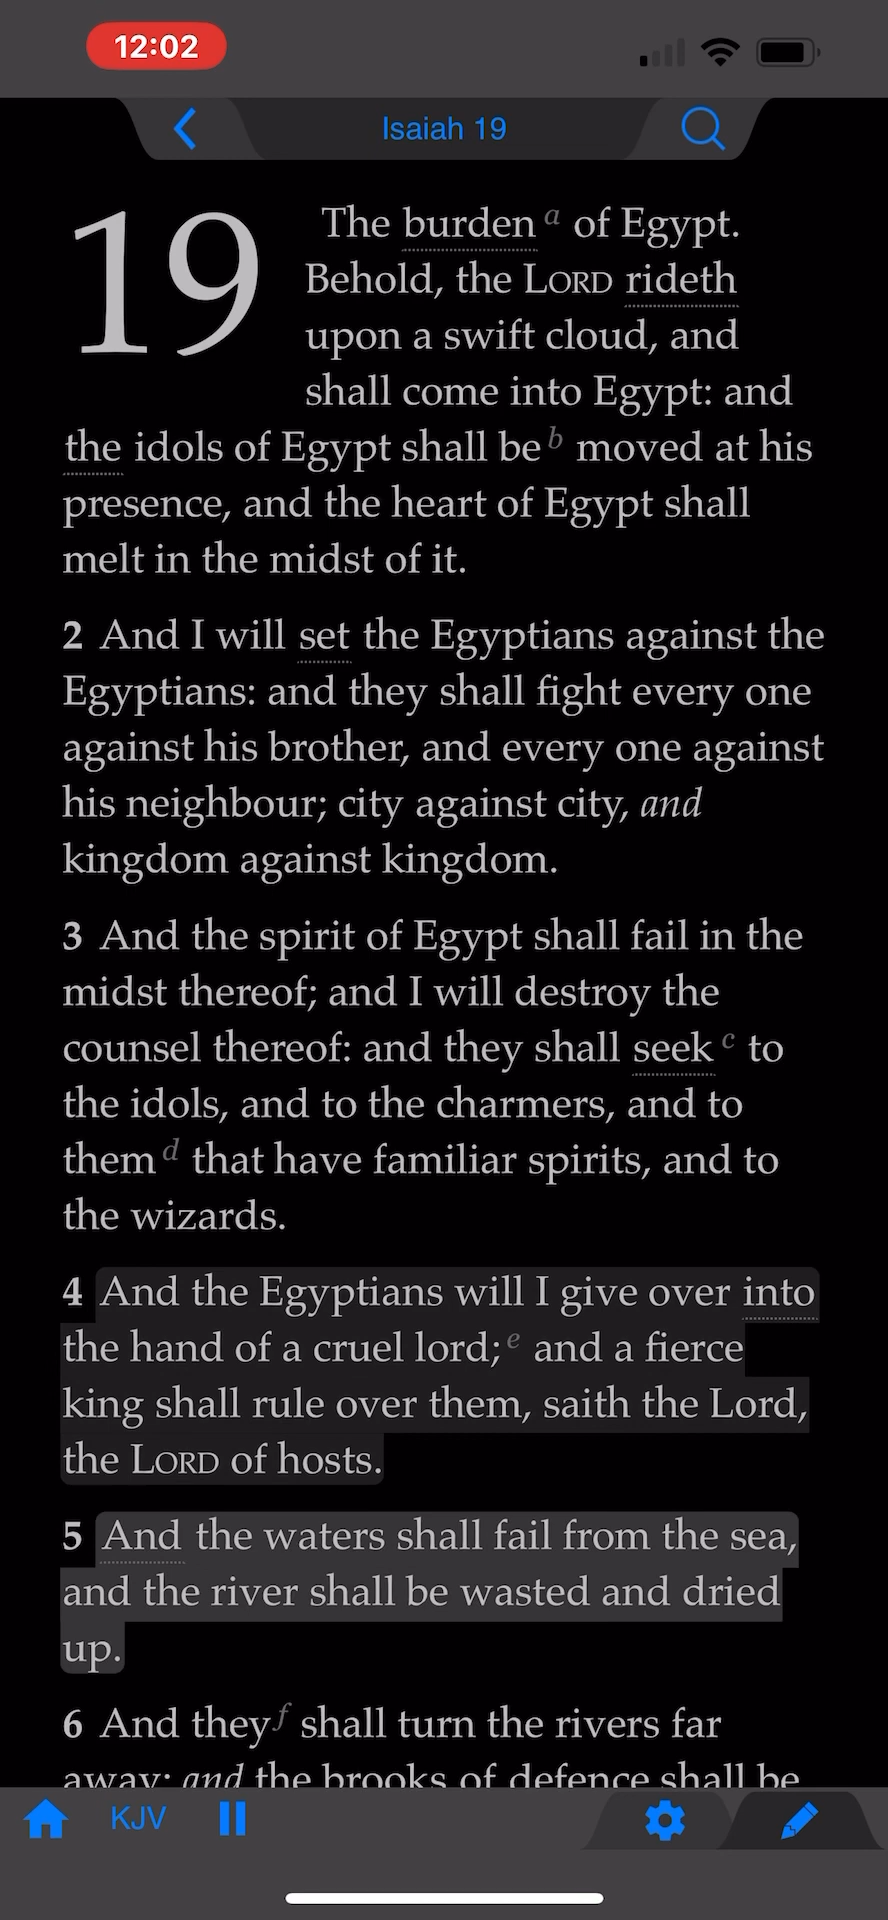 12:02
Isaiah 19
19 The burden a of Egypt.
Behold, the LORD rideth
upon a swift cloud, and
shall come into Egypt: and
the idols of Egypt shall be b moved at his
presence, and the heart of Egypt shall
melt in the midst of it.
2 And I will set the Egyptians against the
Egyptians: and they shall fight every one
against his brother, and every one against
his neighbour; city against city, and
kingdom against kingdom.
3 And the spirit of Egypt shall fail in the
midst thereof; and I will destroy the
counsel thereof: and they shall seek c to
the idols, and to the charmers, and to
them d that have familiar spirits, and to
the wizards.
4 And the Egyptians will I give over into
the hand of a cruel lord; e and a fierce
king shall rule over them, saith the Lord,
the LORD of hosts.
5 And the waters shall fail from the sea,
and the river shall be wasted and dried
up.
6 And they f shall turn the rivers far
away; and the brooks of defence shall be
KJV